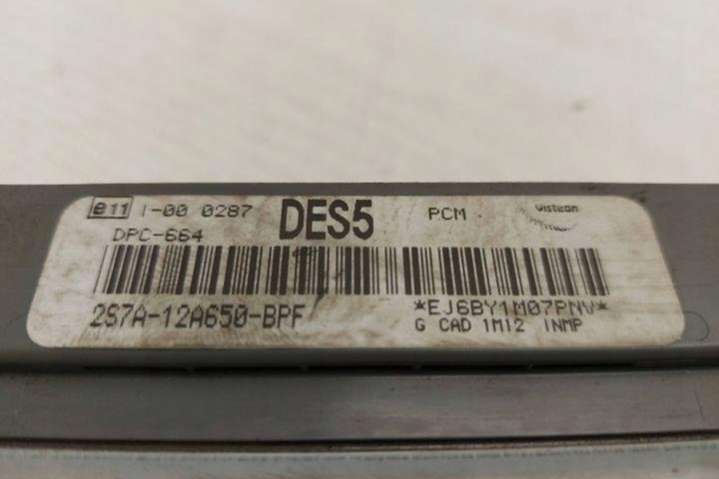 e11 1-00 0287 DES5 PCM Visteon
DPC-664
2S7A-12A650-BPF *EJ6BY1M07PNV*
G CAD 1M12 INMP